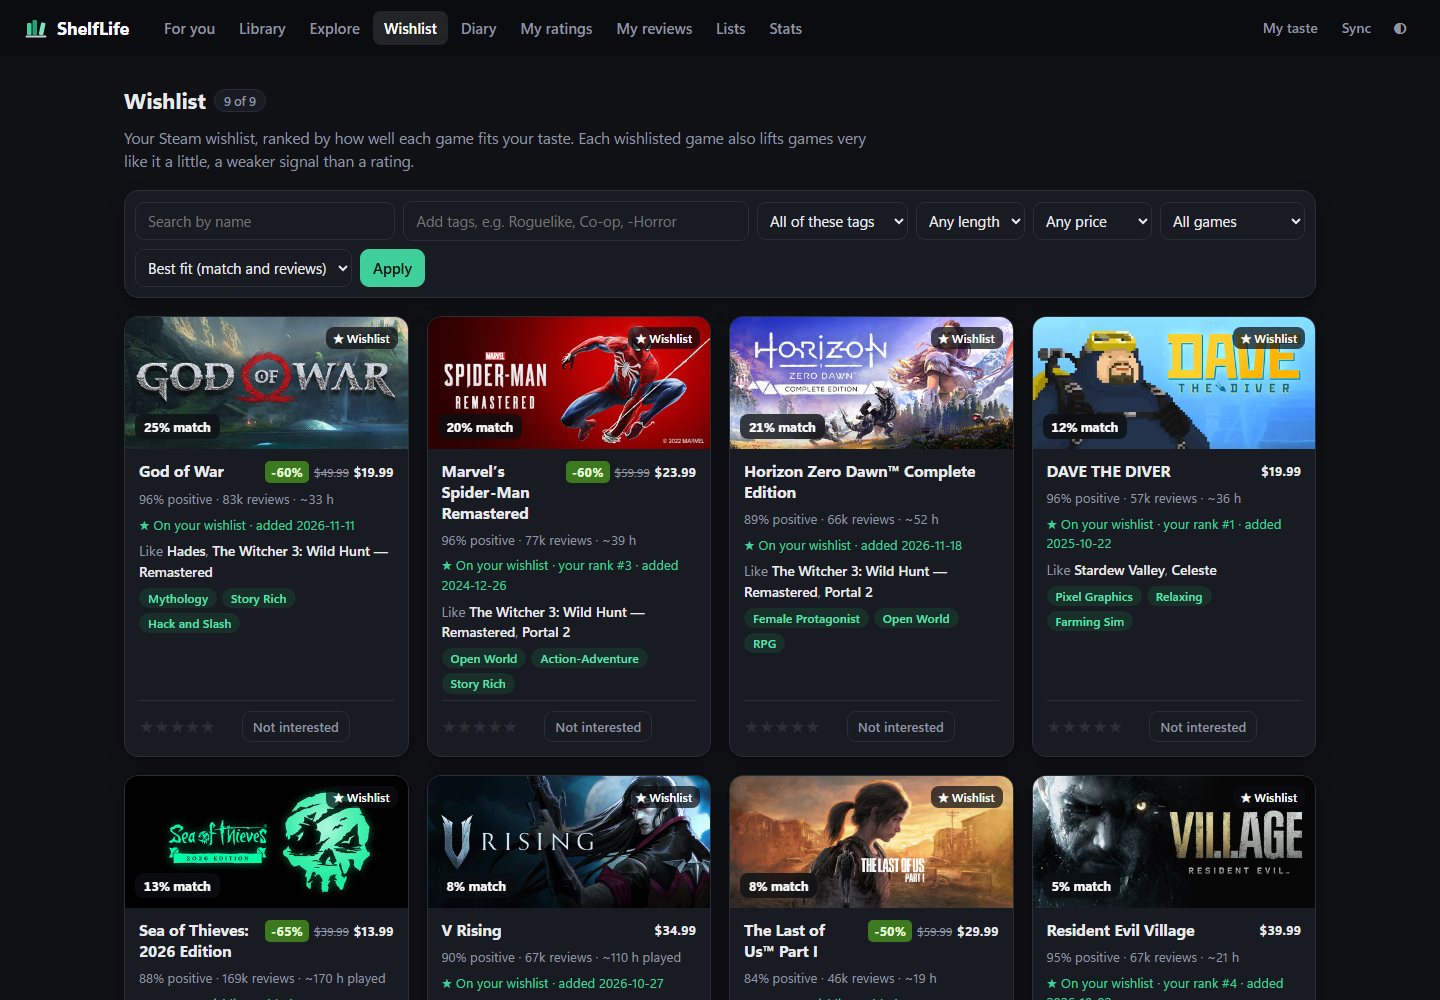 ShelfLife
For you
Library
Explore
Wishlist
Diary
My ratings
My reviews
Lists
Stats
My taste
Sync
Wishlist
9 of 9
Your Steam wishlist, ranked by how well each game fits your taste. Each wishlisted game also lifts games very
like it a little, a weaker signal than a rating.
Search by name
Add tags, e.g. Roguelike, Co-op, -Horror
All of these tags
Any length
Any price
All games
Best fit (match and reviews)
Apply
★ Wishlist
GOD OF WAR
25% match
God of War
-60% $49.99 $19.99
96% positive · 83k reviews · ~33 h
★ On your wishlist · added 2026-11-11
Like Hades, The Witcher 3: Wild Hunt —
Remastered
Mythology
Story Rich
Hack and Slash
★★★★★
Not interested
★ Wishlist
MARVEL
SPIDER-MAN
REMASTERED
© 2022 MARVEL
20% match
Marvel's
Spider-Man
Remastered
-60% $59.99 $23.99
96% positive · 77k reviews · ~39 h
★ On your wishlist · your rank #3 · added
2024-12-26
Like The Witcher 3: Wild Hunt —
Remastered, Portal 2
Open World
Action-Adventure
Story Rich
★★★★★
Not interested
★ Wishlist
HORIZON
ZERO DAWN™
COMPLETE EDITION
21% match
Horizon Zero Dawn™ Complete
Edition
89% positive · 66k reviews · ~52 h
★ On your wishlist · added 2026-11-18
Like The Witcher 3: Wild Hunt —
Remastered, Portal 2
Female Protagonist
Open World
RPG
★★★★★
Not interested
★ Wishlist
DAVE
THE DIVER
12% match
DAVE THE DIVER
$19.99
96% positive · 57k reviews · ~36 h
★ On your wishlist · your rank #1 · added
2025-10-22
Like Stardew Valley, Celeste
Pixel Graphics
Relaxing
Farming Sim
★★★★★
Not interested
★ Wishlist
Sea of Thieves
2026 EDITION
13% match
Sea of Thieves:
2026 Edition
-65% $39.99 $13.99
88% positive · 169k reviews · ~170 h played
★ Wishlist
V RISING
8% match
V Rising
$34.99
90% positive · 67k reviews · ~110 h played
★ On your wishlist · added 2026-10-27
★ Wishlist
THE LAST OF US
PART I
8% match
The Last of
Us™ Part I
-50% $59.99 $29.99
84% positive · 46k reviews · ~19 h
★ Wishlist
VILLAGE
RESIDENT EVIL™
5% match
Resident Evil Village
$39.99
95% positive · 67k reviews · ~21 h
★ On your wishlist · your rank #4 · added